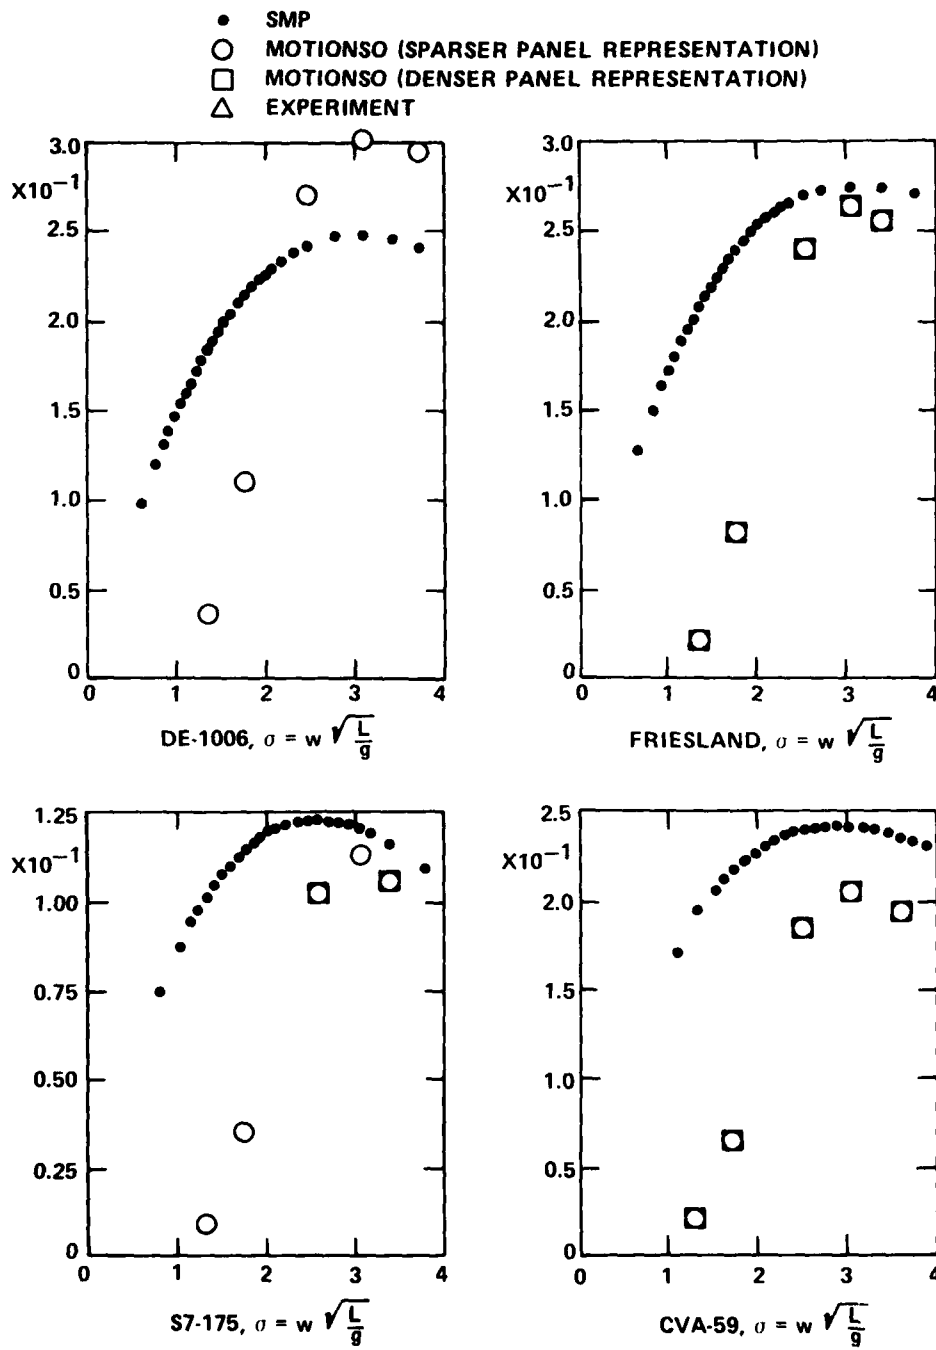 SMP
MOTIONSO (SPARSER PANEL REPRESENTATION)
MOTIONSO (DENSER PANEL REPRESENTATION)
EXPERIMENT
3.0
X10⁻¹
2.5
2.0
1.5
1.0
0.5
0
0 1 2 3 4
DE-1006, σ = w √L/g
3.0
X10⁻¹
2.5
2.0
1.5
1.0
0.5
0
0 1 2 3 4
FRIESLAND, σ = w √L/g
1.25
X10⁻¹
1.00
0.75
0.50
0.25
0
0 1 2 3 4
S7-175, σ = w √L/g
2.5
X10⁻¹
2.0
1.5
1.0
0.5
0
0 1 2 3 4
CVA-59, σ = w √L/g